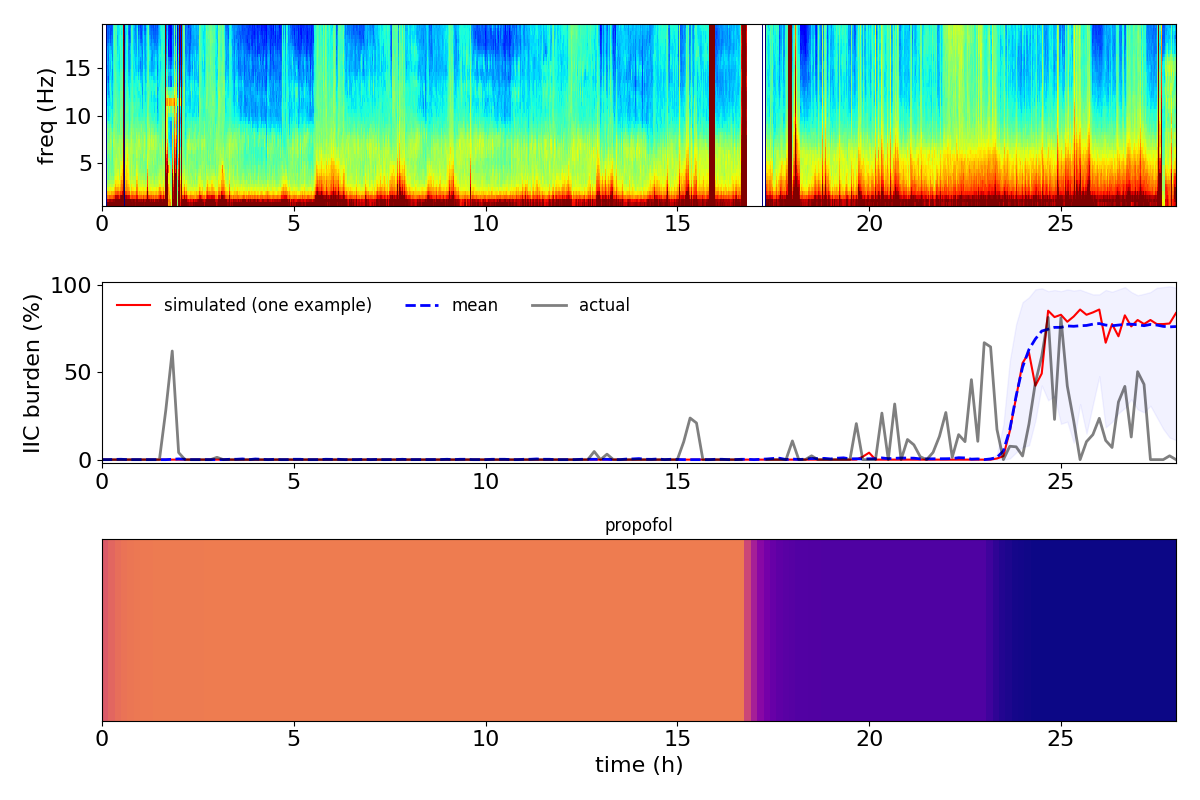 freq (Hz)
15
10
5
0 5 10 15 20 25
IIC burden (%)
100
50
0
simulated (one example) mean actual
0 5 10 15 20 25
propofol
0 5 10 15 20 25
time (h)